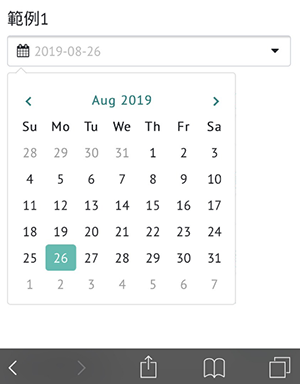 範例1
2019-08-26
Aug 2019
Su Mo Tu We Th Fr Sa
28 29 30 31 1 2 3
4 5 6 7 8 9 10
11 12 13 14 15 16 17
18 19 20 21 22 23 24
25 26 27 28 29 30 31
1 2 3 4 5 6 7